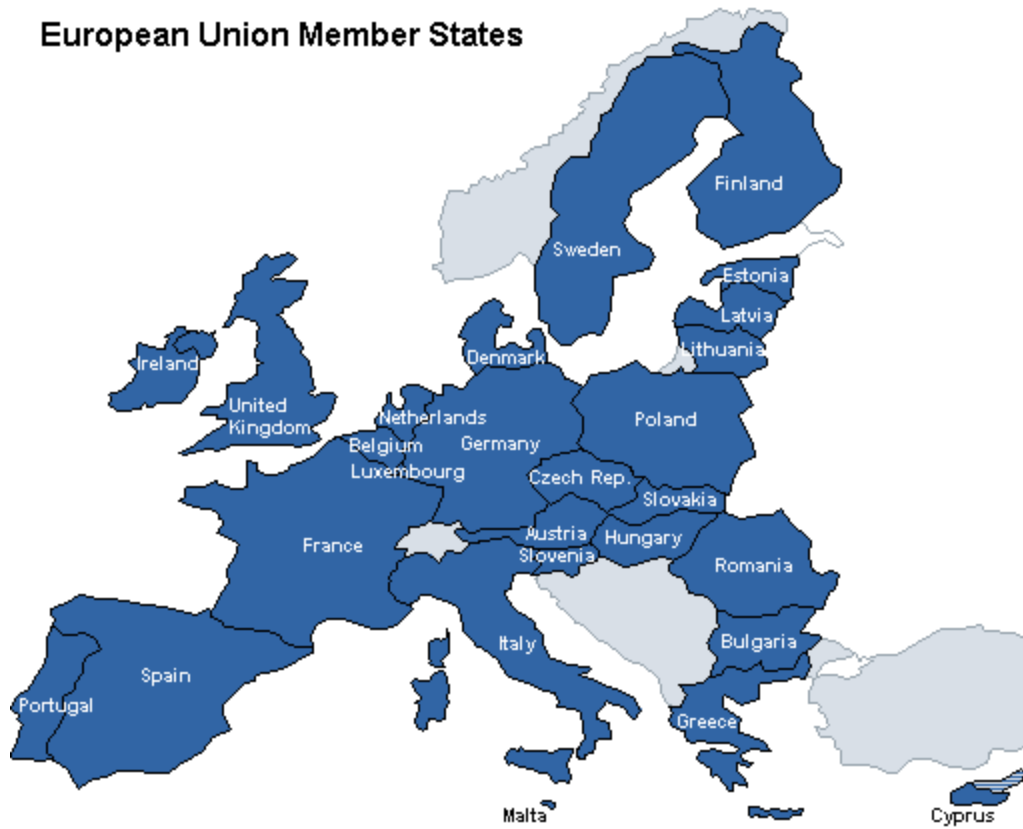 European Union Member States
Finland
Sweden
Estonia
Latvia
Lithuania
Denmark
Ireland
United
Kingdom
Netherlands
Belgium
Germany
Luxembourg
Poland
Czech Rep.
Slovakia
Austria
Hungary
Slovenia
France
Romania
Italy
Bulgaria
Spain
Portugal
Greece
Malta
Cyprus